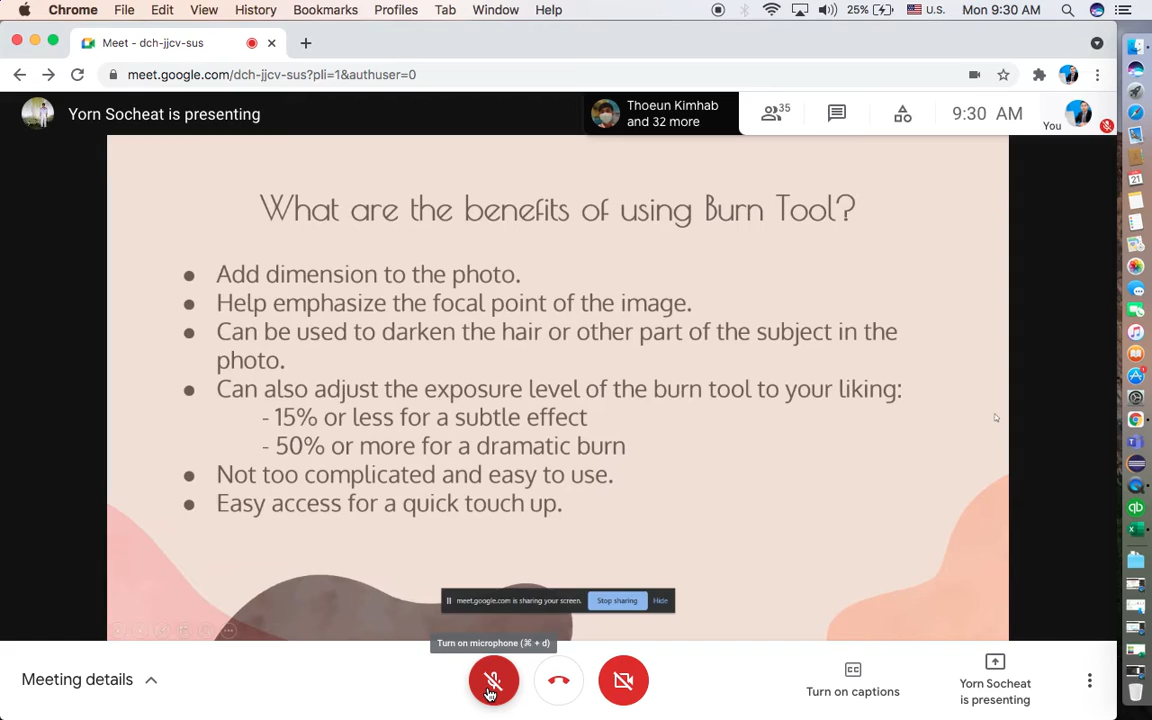 Chrome File Edit View History Bookmarks Profiles Tab Window Help 25% U.S. Mon 9:30 AM
Meet - dch-jjcv-sus
meet.google.com/dch-jjcv-sus?pli=1&authuser=0
Yorn Socheat is presenting
Thoeun Kimhab
and 32 more
35
9:30 AM
You
What are the benefits of using Burn Tool?
● Add dimension to the photo.
● Help emphasize the focal point of the image.
● Can be used to darken the hair or other part of the subject in the
photo.
● Can also adjust the exposure level of the burn tool to your liking:
- 15% or less for a subtle effect
- 50% or more for a dramatic burn
● Not too complicated and easy to use.
● Easy access for a quick touch up.
meet.google.com is sharing your screen. Stop sharing Hide
Turn on microphone (⌘ + d)
Meeting details
CC
Turn on captions
Yorn Socheat
is presenting
21
qb